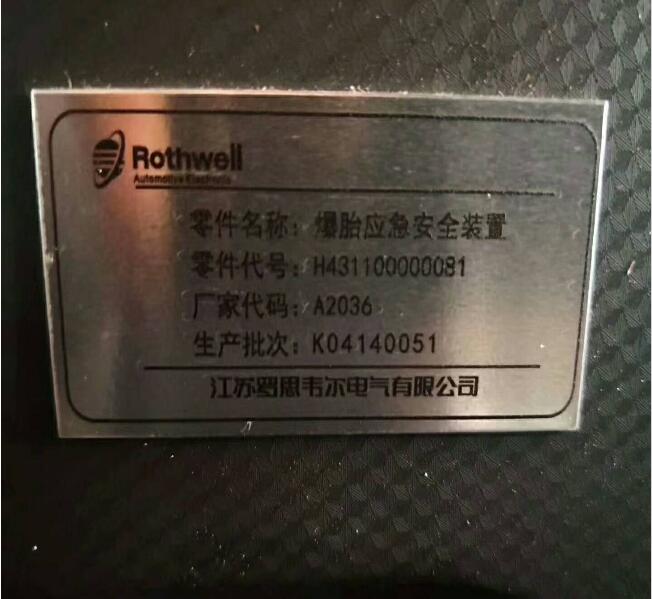 Rothwell
Automotive Electronic
零件名称：爆胎应急安全装置
零件代号：H431100000081
厂家代码：A2036
生产批次：K04140051
江苏罗思韦尔电气有限公司